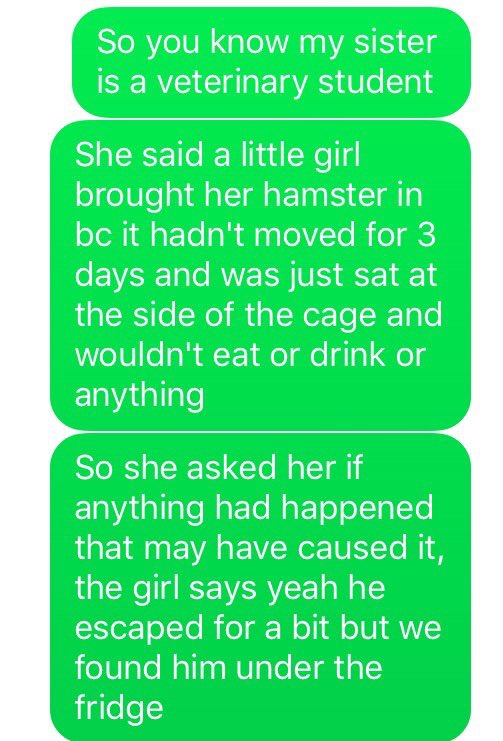 So you know my sister
is a veterinary student
She said a little girl
brought her hamster in
bc it hadn't moved for 3
days and was just sat at
the side of the cage and
wouldn't eat or drink or
anything
So she asked her if
anything had happened
that may have caused it,
the girl says yeah he
escaped for a bit but we
found him under the
fridge